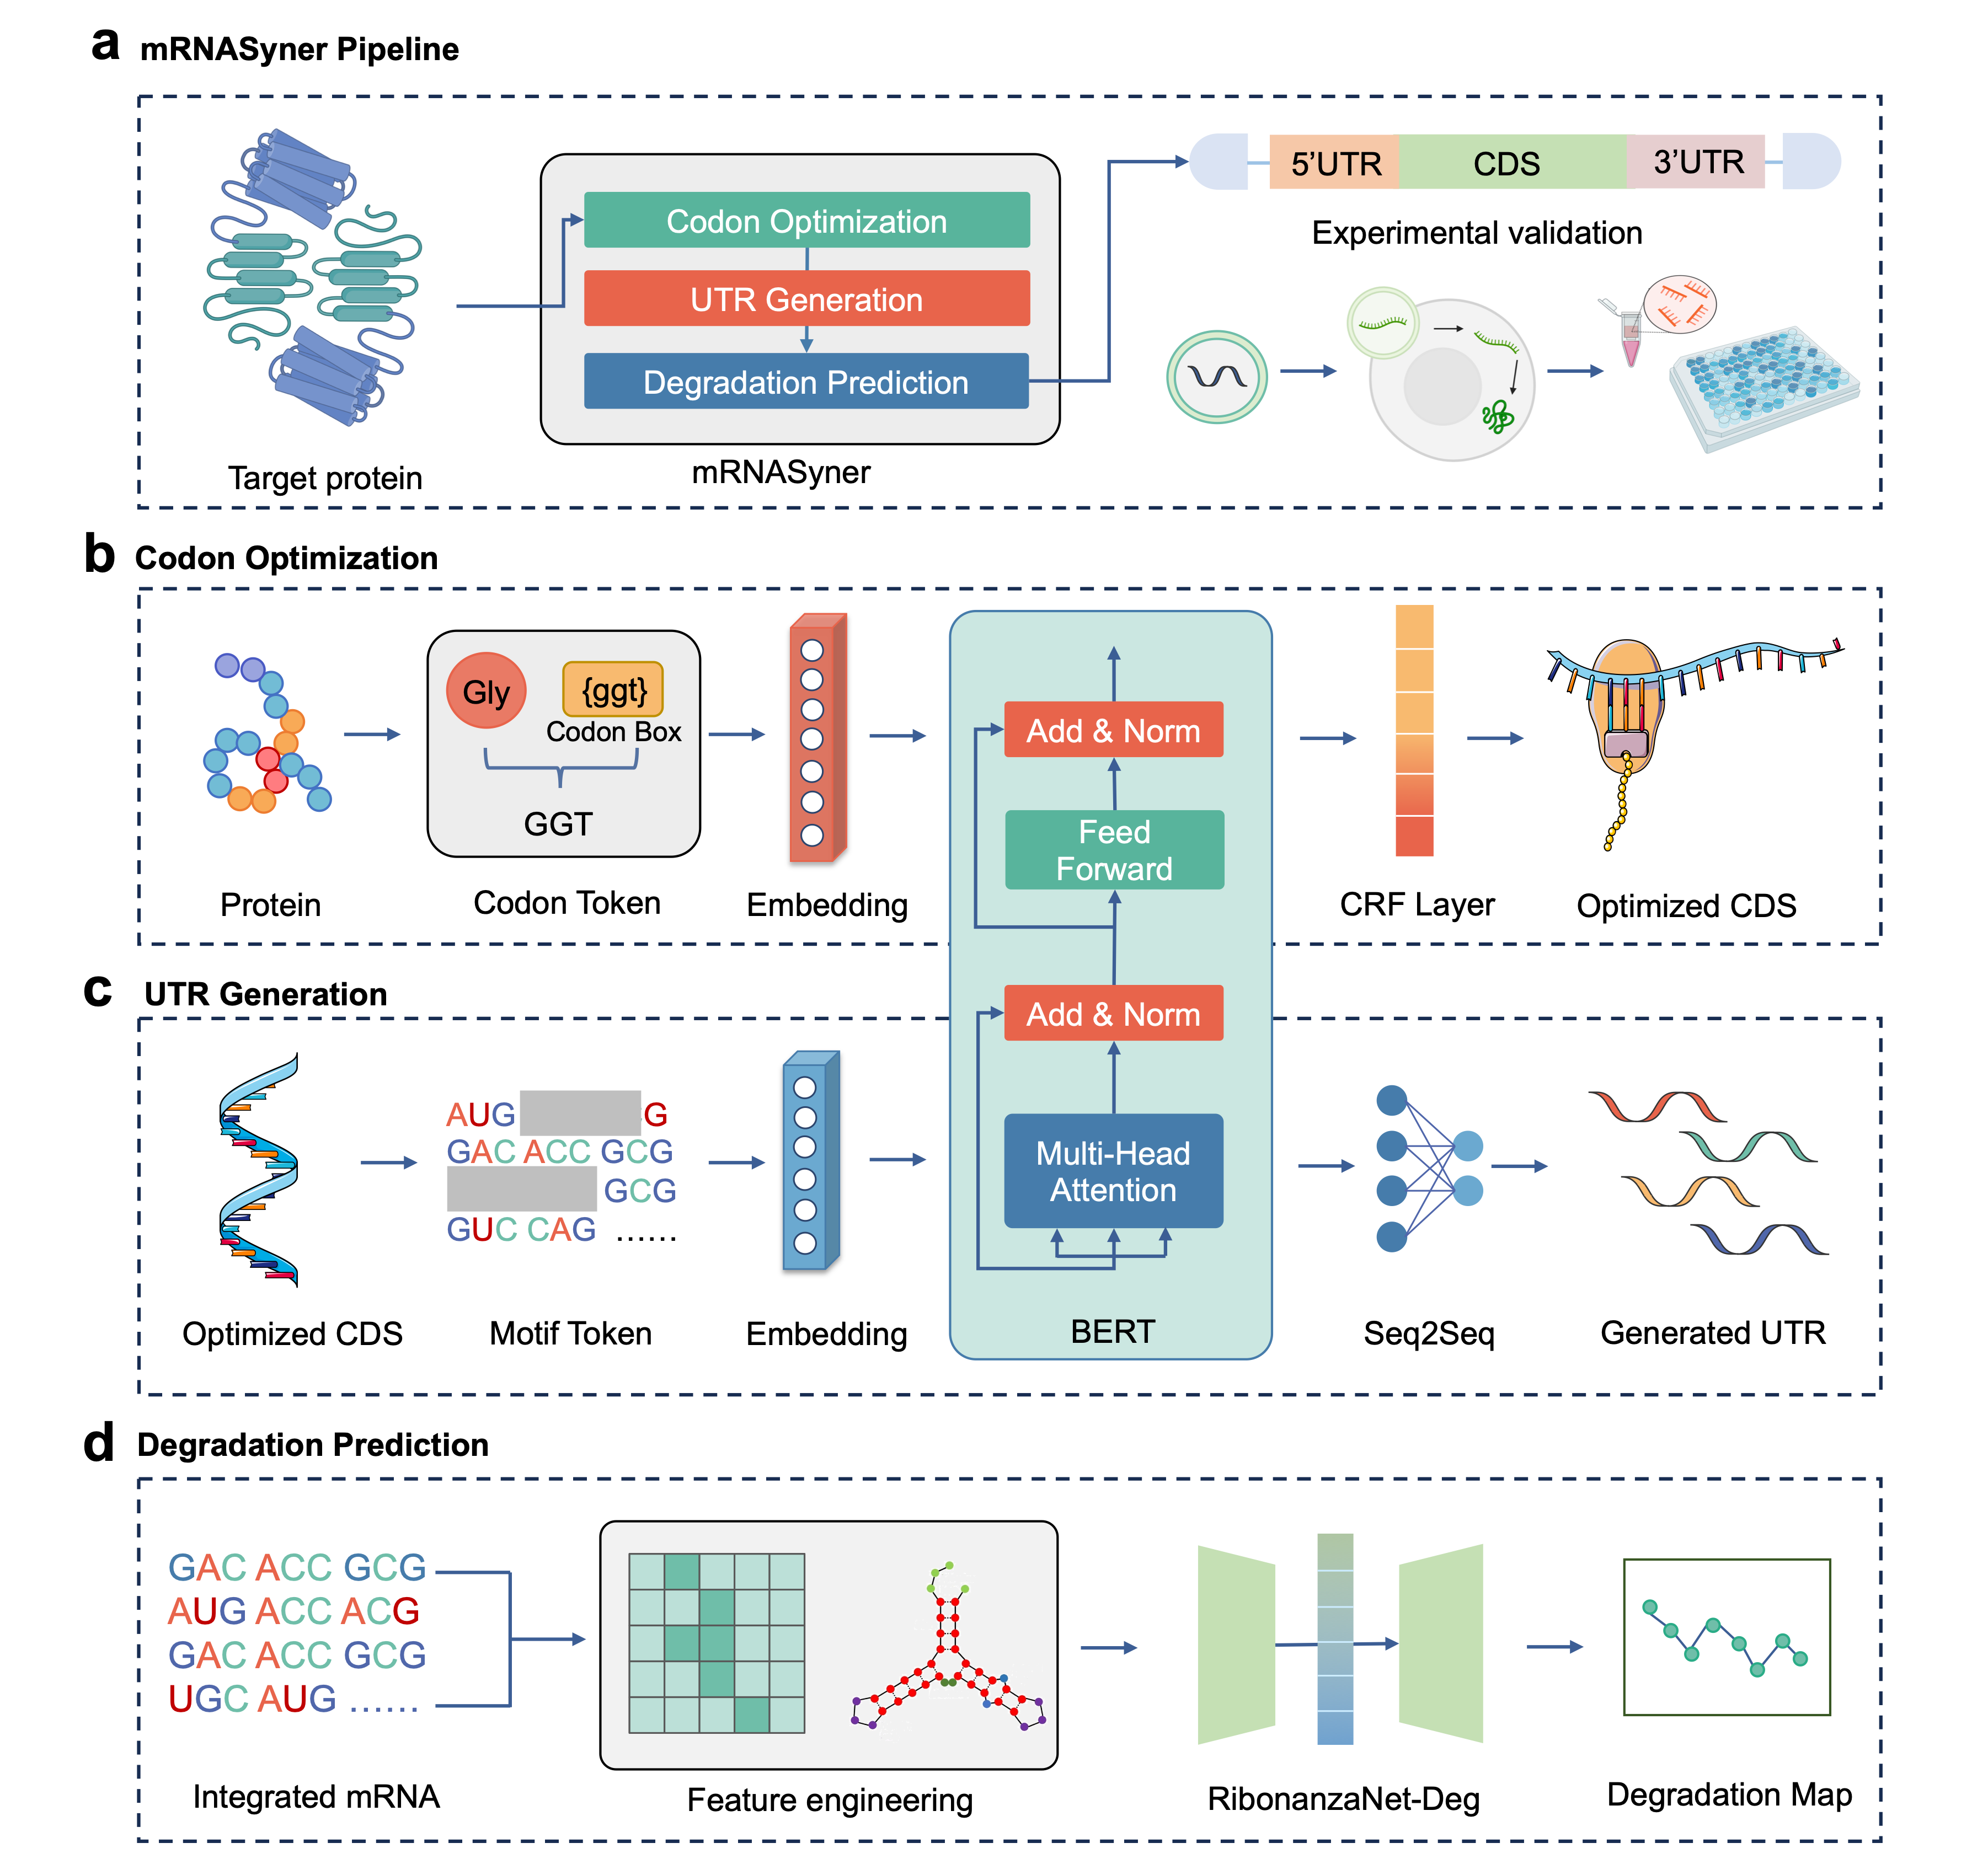 a mRNASyner Pipeline
Codon Optimization
UTR Generation
Degradation Prediction
mRNASyner
Target protein
5’UTR CDS 3’UTR
Experimental validation
b Codon Optimization
Gly {ggt}
Codon Box
GGT
Protein
Codon Token
Embedding
Add & Norm
Feed
Forward
CRF Layer
Optimized CDS
c UTR Generation
AUG G
GAC ACC GCG
GCG
GUC CAG ......
Optimized CDS
Motif Token
Embedding
Add & Norm
Multi-Head
Attention
BERT
Seq2Seq
Generated UTR
d Degradation Prediction
GAC ACC GCG
AUG ACC ACG
GAC ACC GCG
UGC AUG ......
Integrated mRNA
Feature engineering
RibonanzaNet-Deg
Degradation Map